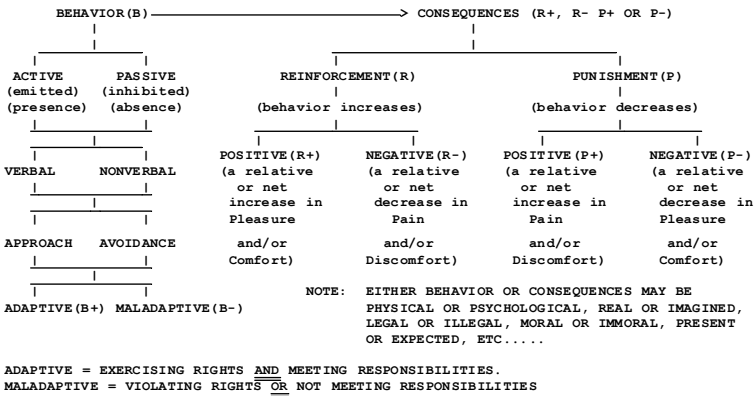 BEHAVIOR(B) > CONSEQUENCES (R+, R- P+ OR P-)
ACTIVE PASSIVE REINFORCEMENT(R) PUNISHMENT(P)
(emitted) (inhibited)
(presence) (absence) (behavior increases) (behavior decreases)
POSITIVE(R+) NEGATIVE(R-) POSITIVE(P+) NEGATIVE(P-)
VERBAL NONVERBAL (a relative (a relative (a relative (a relative
or net or net or net or net
increase in decrease in increase in decrease in
Pleasure Pain Pain Pleasure
APPROACH AVOIDANCE and/or and/or and/or and/or
Comfort) Discomfort) Discomfort) Comfort)
NOTE: EITHER BEHAVIOR OR CONSEQUENCES MAY BE
ADAPTIVE(B+) MALADAPTIVE(B-) PHYSICAL OR PSYCHOLOGICAL, REAL OR IMAGINED,
LEGAL OR ILLEGAL, MORAL OR IMMORAL, PRESENT
OR EXPECTED, ETC.....
ADAPTIVE = EXERCISING RIGHTS AND MEETING RESPONSIBILITIES.
MALADAPTIVE = VIOLATING RIGHTS OR NOT MEETING RESPONSIBILITIES